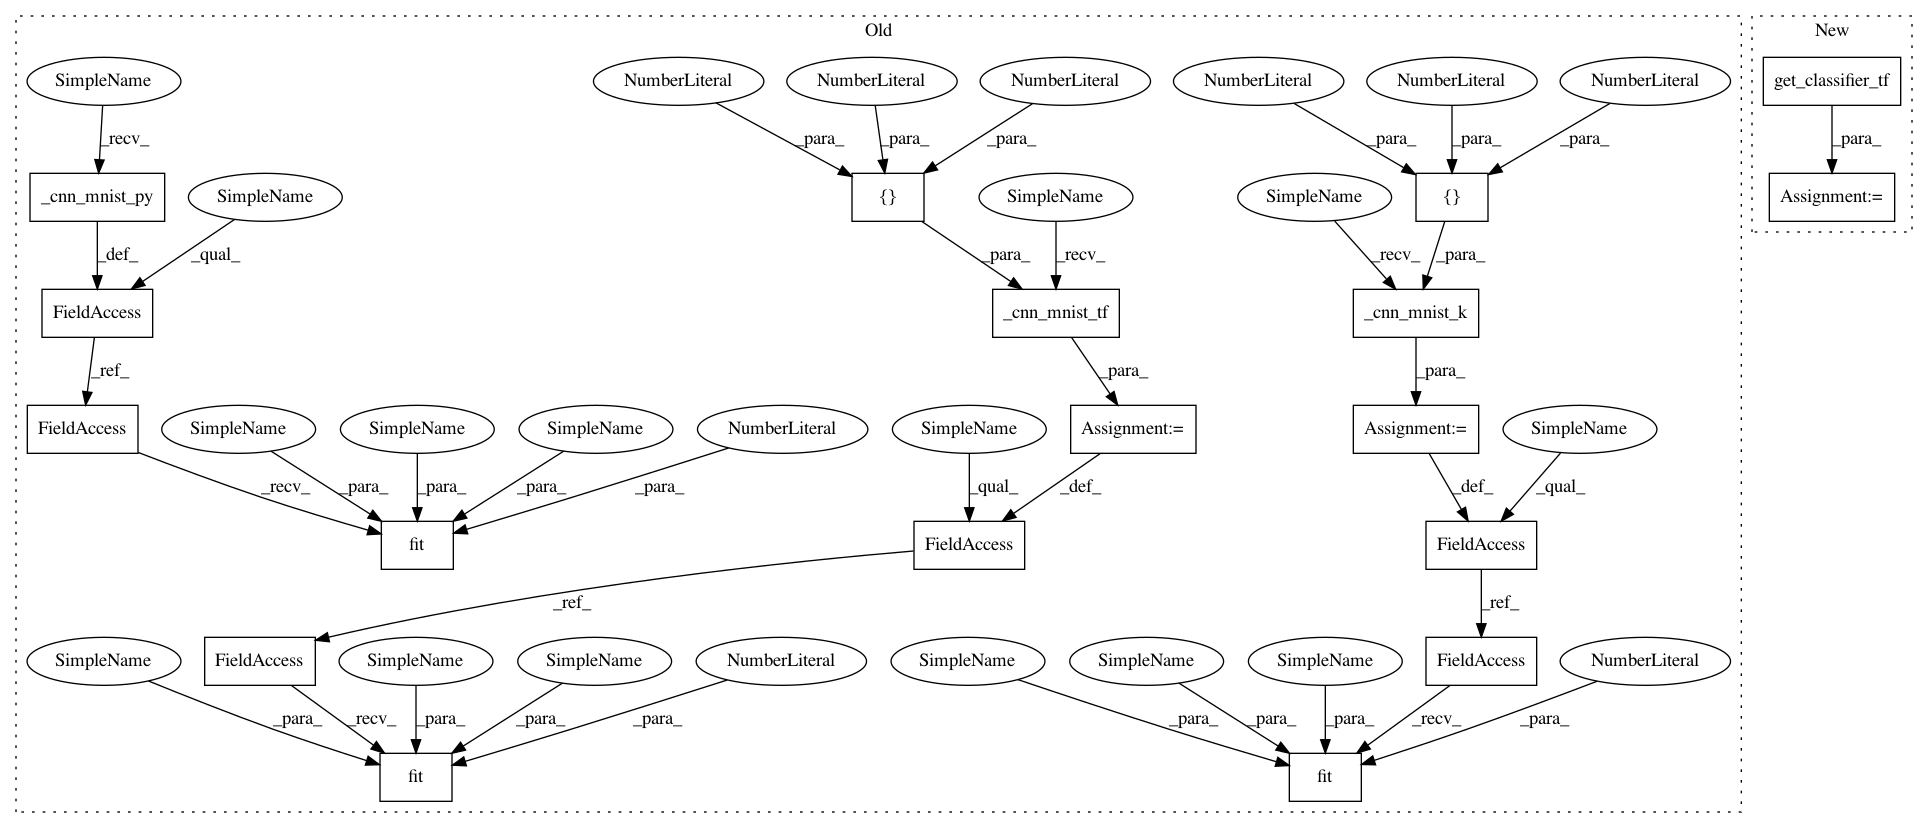 Old
New
SimpleName
NumberLiteral
NumberLiteral
NumberLiteral
NumberLiteral
NumberLiteral
NumberLiteral
get_classifier_tf
_recv_
_para_
_para_
_para_
_para_
_para_
_para_
_para_
_cnn_mnist_py
SimpleName
{}
SimpleName
SimpleName
{}
Assignment:=
_def_
_qual_
_para_
_recv_
_recv_
_para_
FieldAccess
_cnn_mnist_tf
_cnn_mnist_k
_ref_
_para_
_para_
FieldAccess
SimpleName
SimpleName
SimpleName
NumberLiteral
SimpleName
Assignment:=
Assignment:=
SimpleName
_recv_
_para_
_para_
_para_
_para_
_qual_
_def_
_def_
_qual_
fit
FieldAccess
FieldAccess
_ref_
_ref_
SimpleName
FieldAccess
SimpleName
SimpleName
NumberLiteral
SimpleName
SimpleName
SimpleName
FieldAccess
NumberLiteral
_para_
_recv_
_para_
_para_
_para_
_para_
_para_
_para_
_recv_
_para_
fit
fit